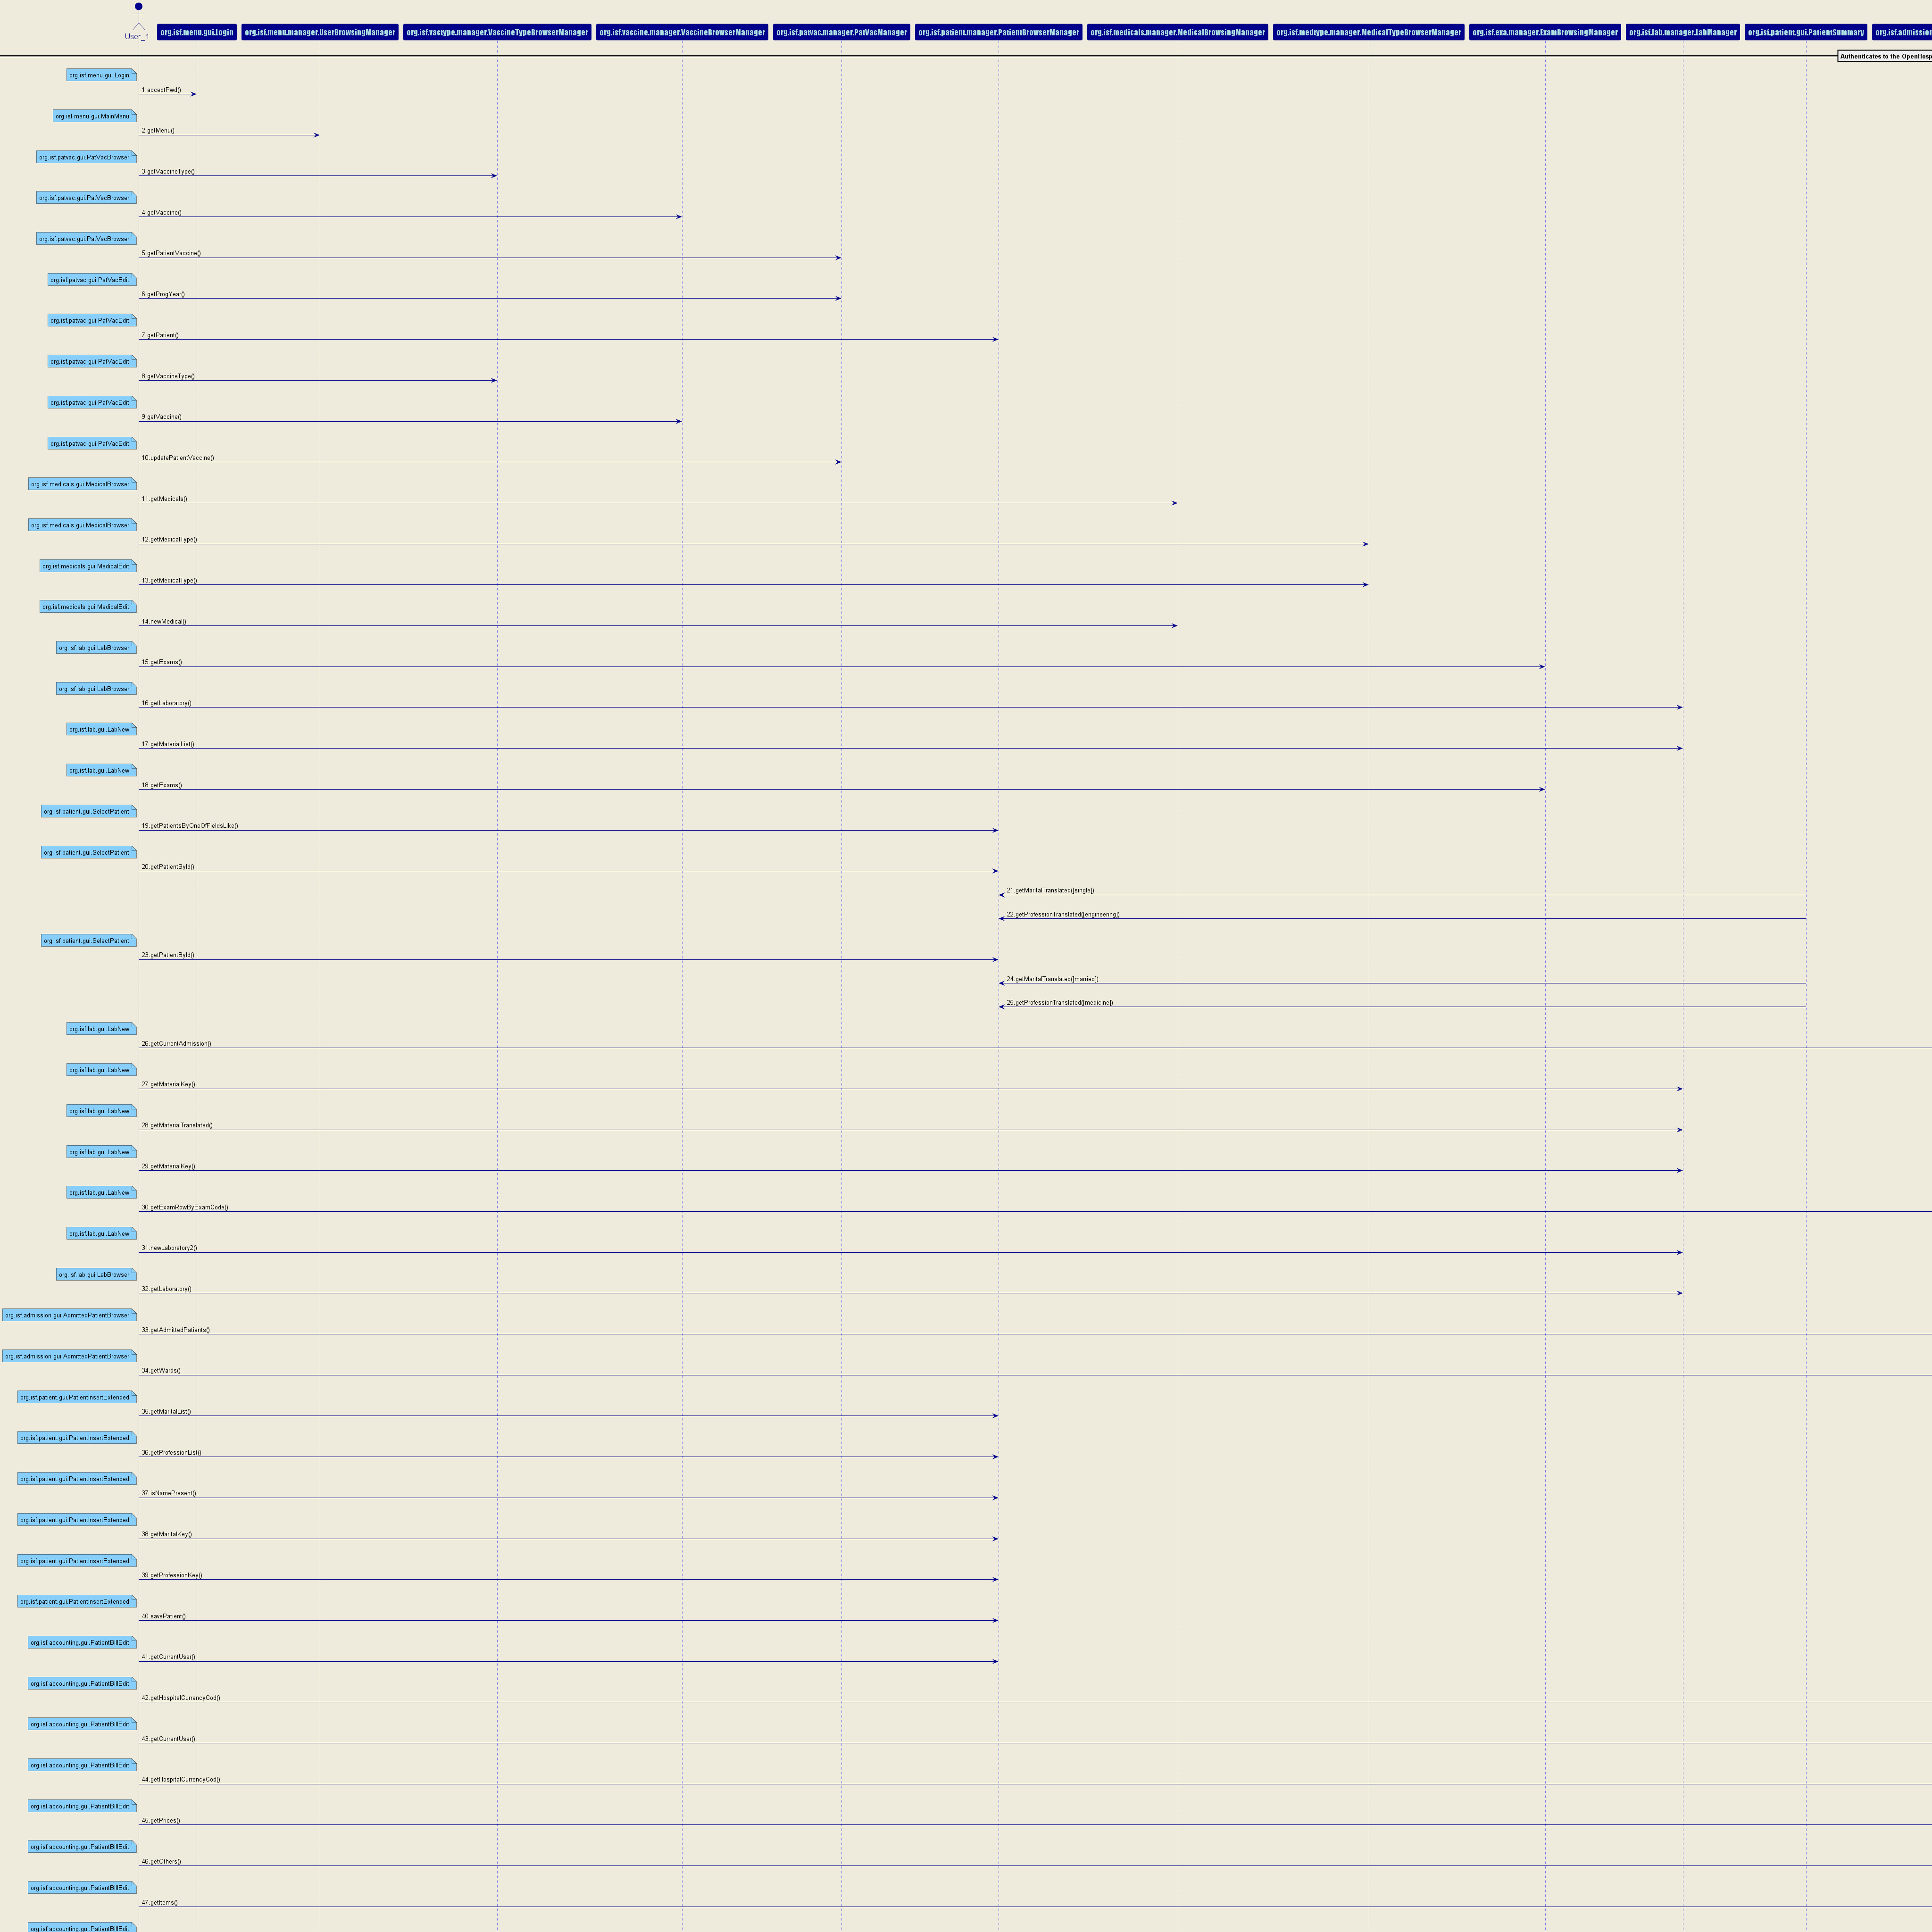 User_1
org.isf.menu.gui.Login
org.isf.menu.manager.UserBrowsingManager
org.isf.vactype.manager.VaccineTypeBrowserManager
org.isf.vaccine.manager.VaccineBrowserManager
org.isf.patvac.manager.PatVacManager
org.isf.patient.manager.PatientBrowserManager
org.isf.medicals.manager.MedicalBrowsingManager
org.isf.medtype.manager.MedicalTypeBrowserManager
org.isf.exa.manager.ExamBrowsingManager
org.isf.lab.manager.LabManager
org.isf.patient.gui.PatientSummary
org.isf.admission
Authenticates to the OpenHosp
org.isf.menu.gui.Login
1.acceptPwd()
org.isf.menu.gui.MainMenu
2.getMenu()
org.isf.patvac.gui.PatVacBrowser
3.getVaccineType()
org.isf.patvac.gui.PatVacBrowser
4.getVaccine()
org.isf.patvac.gui.PatVacBrowser
5.getPatientVaccine()
org.isf.patvac.gui.PatVacEdit
6.getProgYear()
org.isf.patvac.gui.PatVacEdit
7.getPatient()
org.isf.patvac.gui.PatVacEdit
8.getVaccineType()
org.isf.patvac.gui.PatVacEdit
9.getVaccine()
org.isf.patvac.gui.PatVacEdit
10.updatePatientVaccine()
org.isf.medicals.gui.MedicalBrowser
11.getMedicals()
org.isf.medicals.gui.MedicalBrowser
12.getMedicalType()
org.isf.medicals.gui.MedicalEdit
13.getMedicalType()
org.isf.medicals.gui.MedicalEdit
14.newMedical()
org.isf.lab.gui.LabBrowser
15.getExams()
org.isf.lab.gui.LabBrowser
16.getLaboratory()
org.isf.lab.gui.LabNew
17.getMaterialList()
org.isf.lab.gui.LabNew
18.getExams()
org.isf.patient.gui.SelectPatient
19.getPatientsByOneOfFieldsLike()
org.isf.patient.gui.SelectPatient
20.getPatientById()
21.getMaritalTranslated([single])
22.getProfessionTranslated([engineering])
org.isf.patient.gui.SelectPatient
23.getPatientById()
24.getMaritalTranslated([married])
25.getProfessionTranslated([medicine])
org.isf.lab.gui.LabNew
26.getCurrentAdmission()
org.isf.lab.gui.LabNew
27.getMaterialKey()
org.isf.lab.gui.LabNew
28.getMaterialTranslated()
org.isf.lab.gui.LabNew
29.getMaterialKey()
org.isf.lab.gui.LabNew
30.getExamRowByExamCode()
org.isf.lab.gui.LabNew
31.newLaboratory2()
org.isf.lab.gui.LabBrowser
32.getLaboratory()
org.isf.admission.gui.AdmittedPatientBrowser
33.getAdmittedPatients()
org.isf.admission.gui.AdmittedPatientBrowser
34.getWards()
org.isf.patient.gui.PatientInsertExtended
35.getMaritalList()
org.isf.patient.gui.PatientInsertExtended
36.getProfessionList()
org.isf.patient.gui.PatientInsertExtended
37.isNamePresent()
org.isf.patient.gui.PatientInsertExtended
38.getMaritalKey()
org.isf.patient.gui.PatientInsertExtended
39.getProfessionKey()
org.isf.patient.gui.PatientInsertExtended
40.savePatient()
org.isf.accounting.gui.PatientBillEdit
41.getCurrentUser()
org.isf.accounting.gui.PatientBillEdit
42.getHospitalCurrencyCod()
org.isf.accounting.gui.PatientBillEdit
43.getCurrentUser()
org.isf.accounting.gui.PatientBillEdit
44.getHospitalCurrencyCod()
org.isf.accounting.gui.PatientBillEdit
45.getPrices()
org.isf.accounting.gui.PatientBillEdit
46.getOthers()
org.isf.accounting.gui.PatientBillEdit
47.getItems()
org.isf.accounting.gui.PatientBillEdit